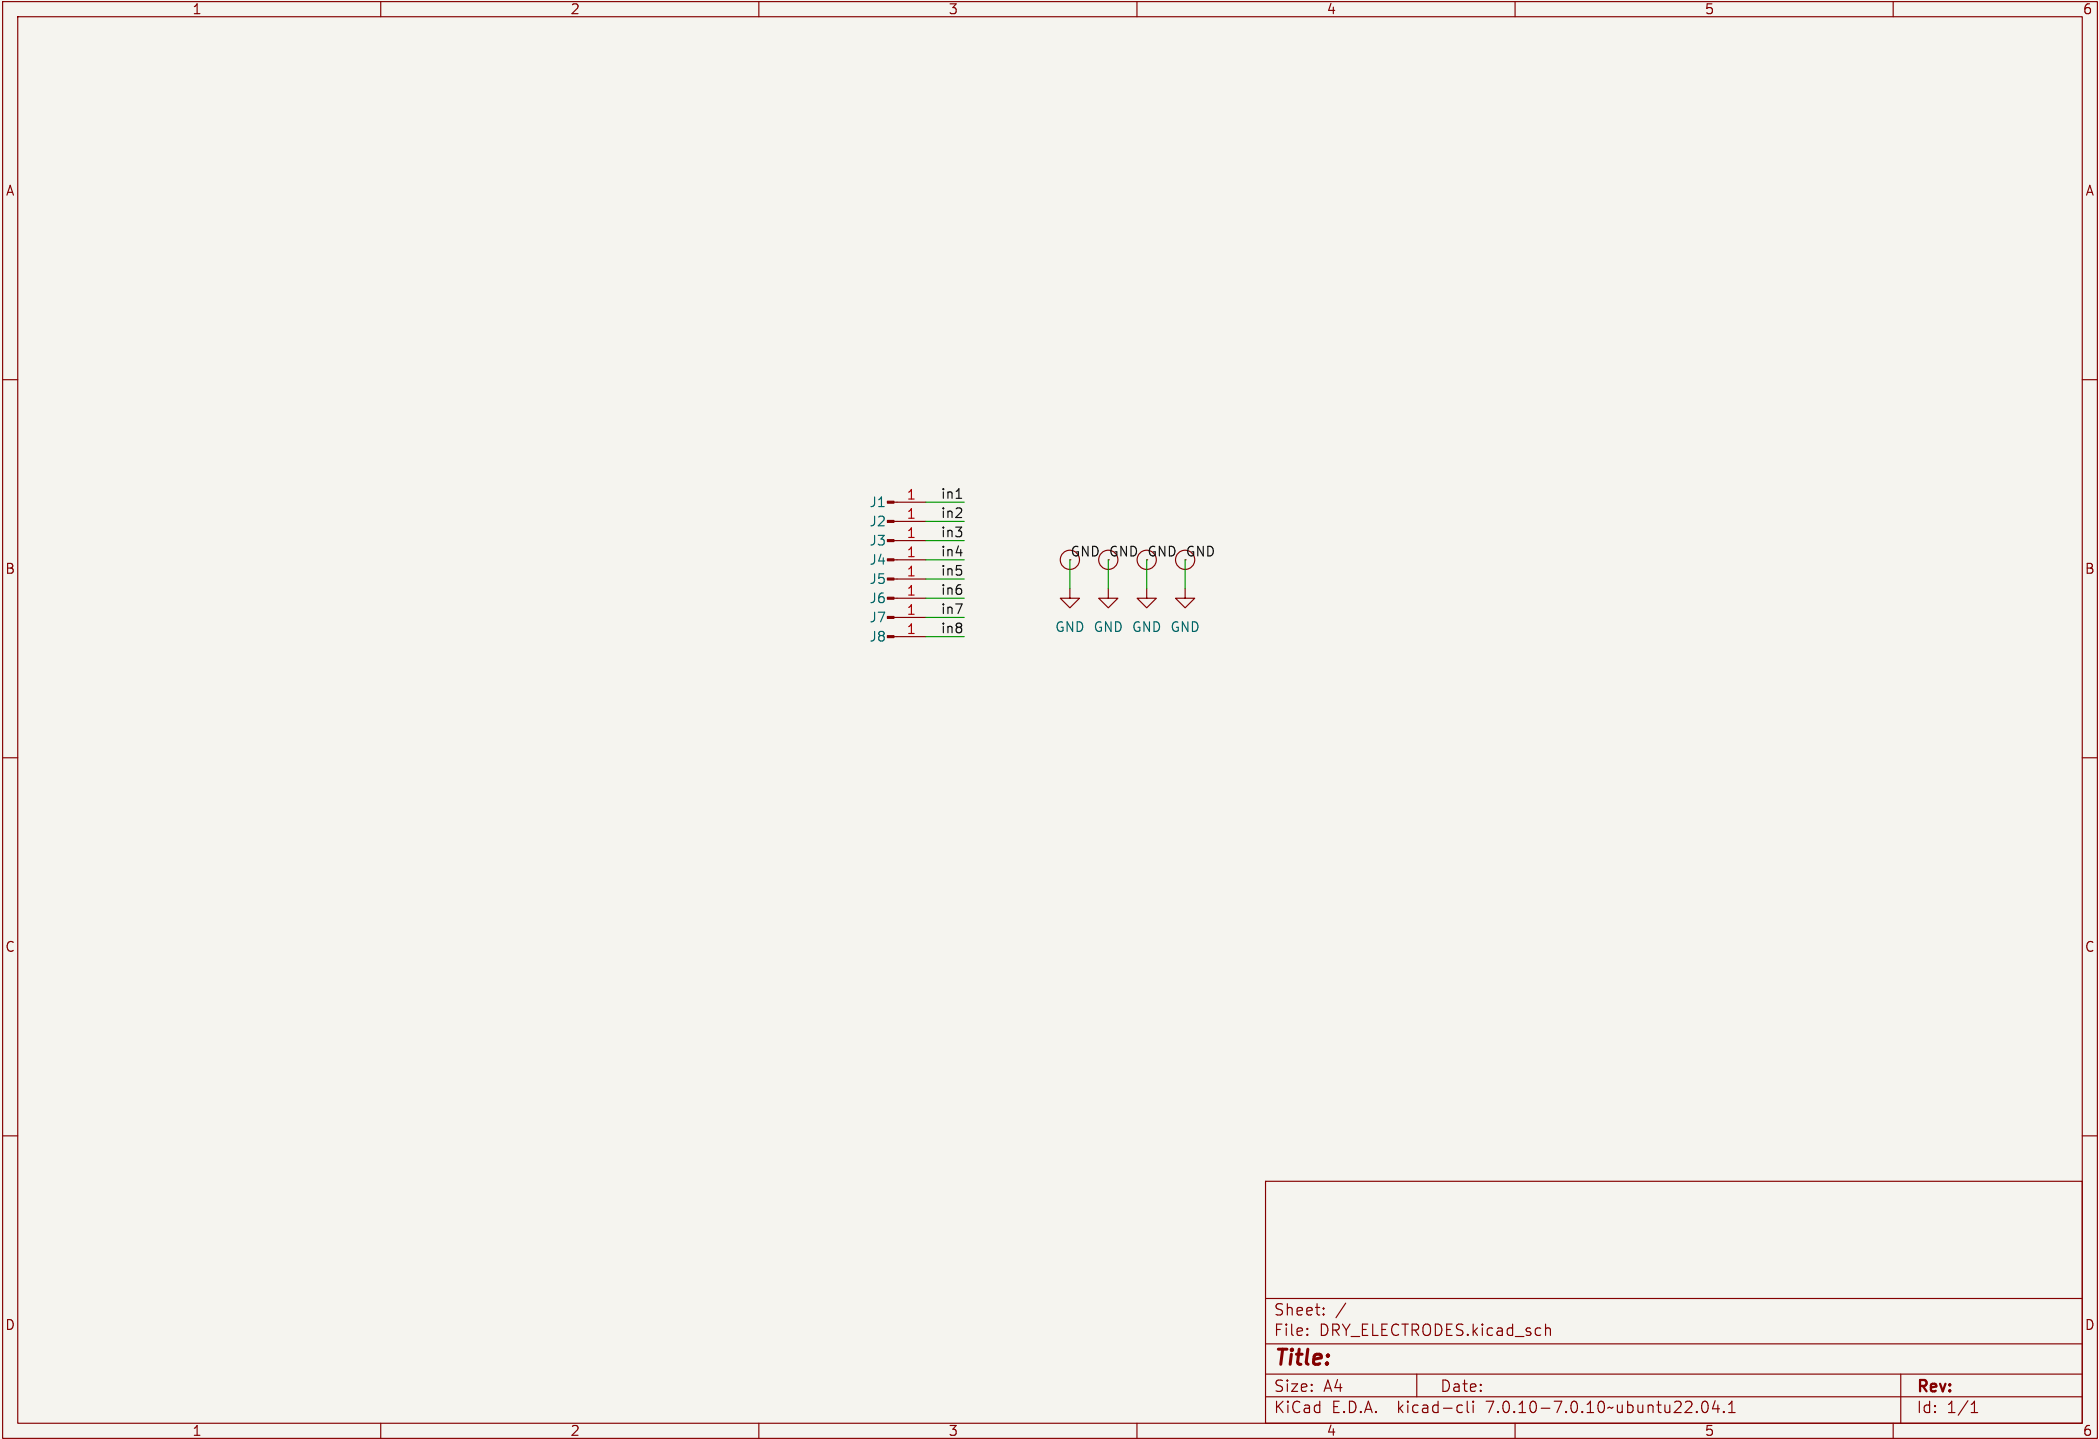 1 2 3 4 5 6
A A
J1 1 in1
J2 1 in2
J3 1 in3
J4 1 in4
J5 1 in5
J6 1 in6
J7 1 in7
J8 1 in8
GND GND GND GND
GND GND GND GND
B B
C C
Sheet: /
File: DRY_ELECTRODES.kicad_sch
D D
Title:
Size: A4 Date: Rev:
KiCad E.D.A. kicad-cli 7.0.10-7.0.10~ubuntu22.04.1 Id: 1/1
1 2 3 4 5 6